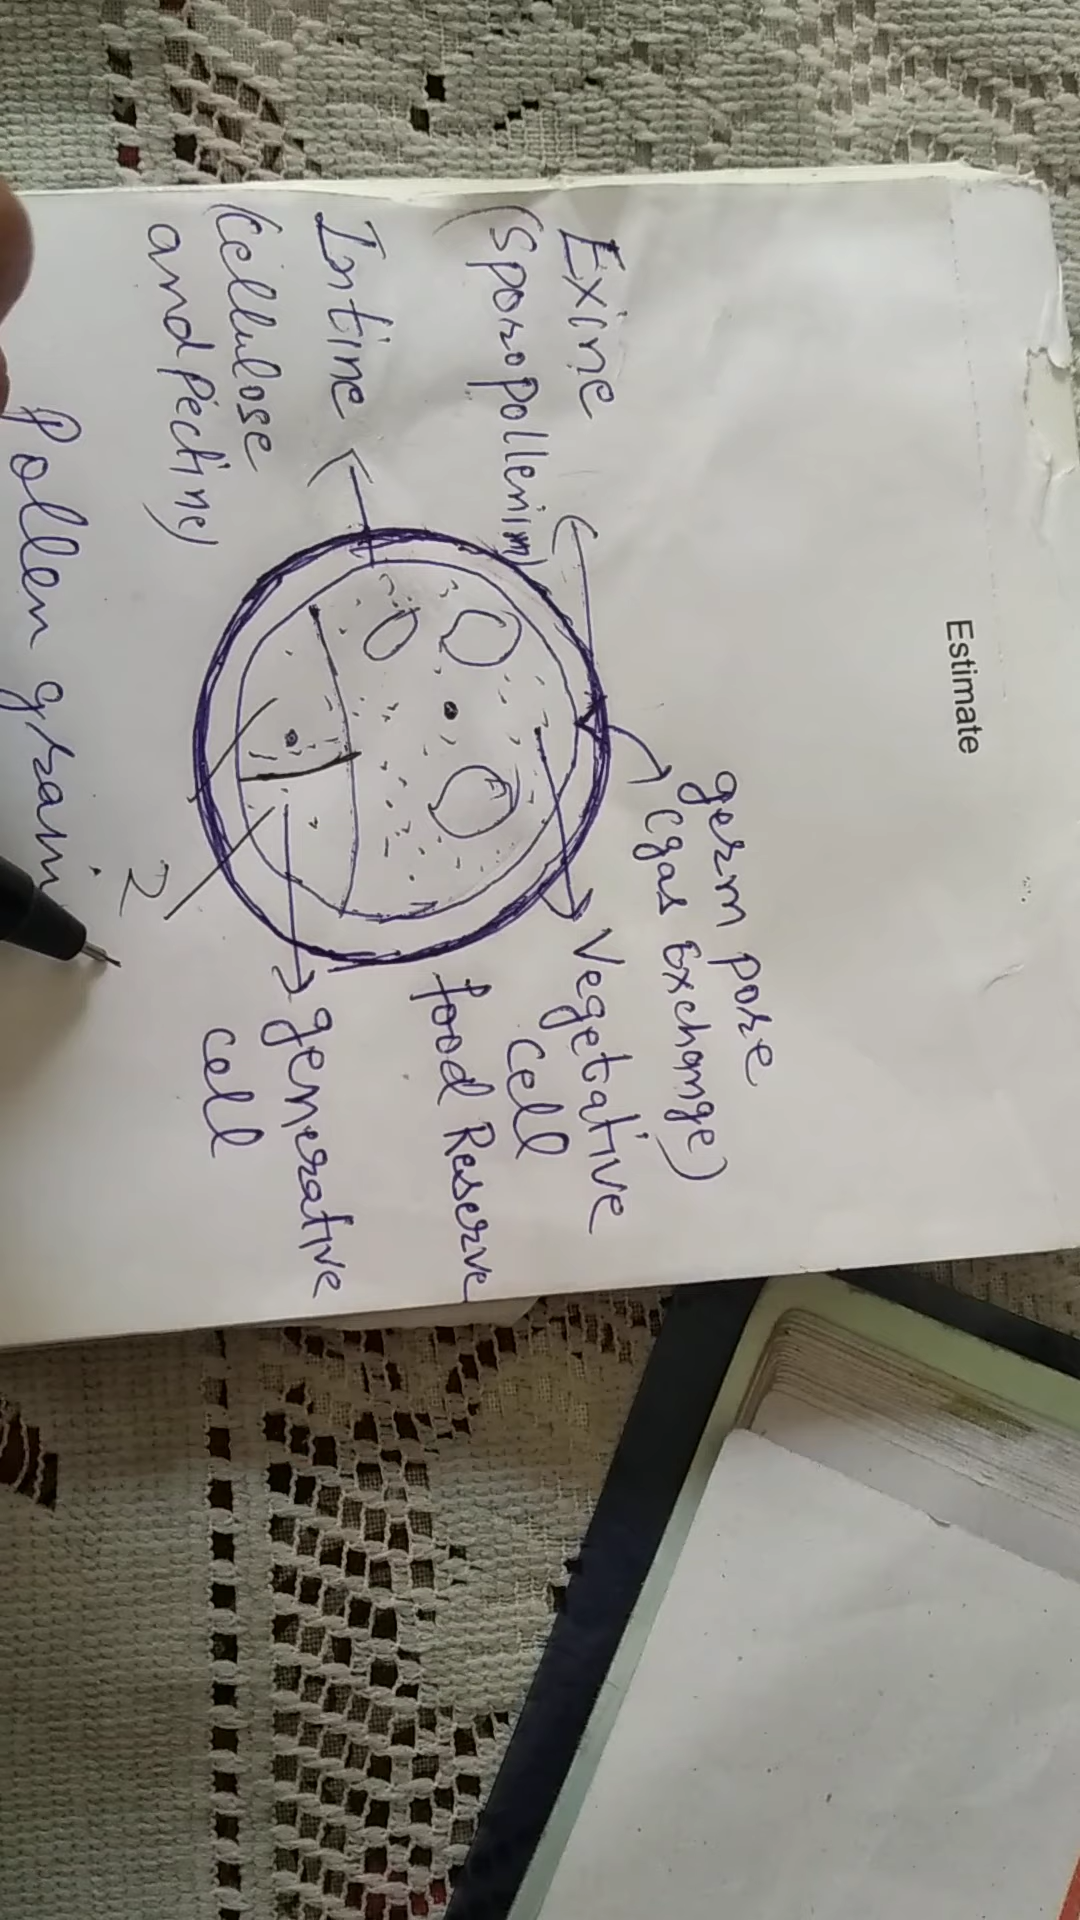 Estimate
germ pore
(gas Exchange)
Exine
(Sporopollenin)
Vegetative
cell
food Reserve
Intine
(Cellulose
and Pectine)
generative
cell
2
Pollen grain